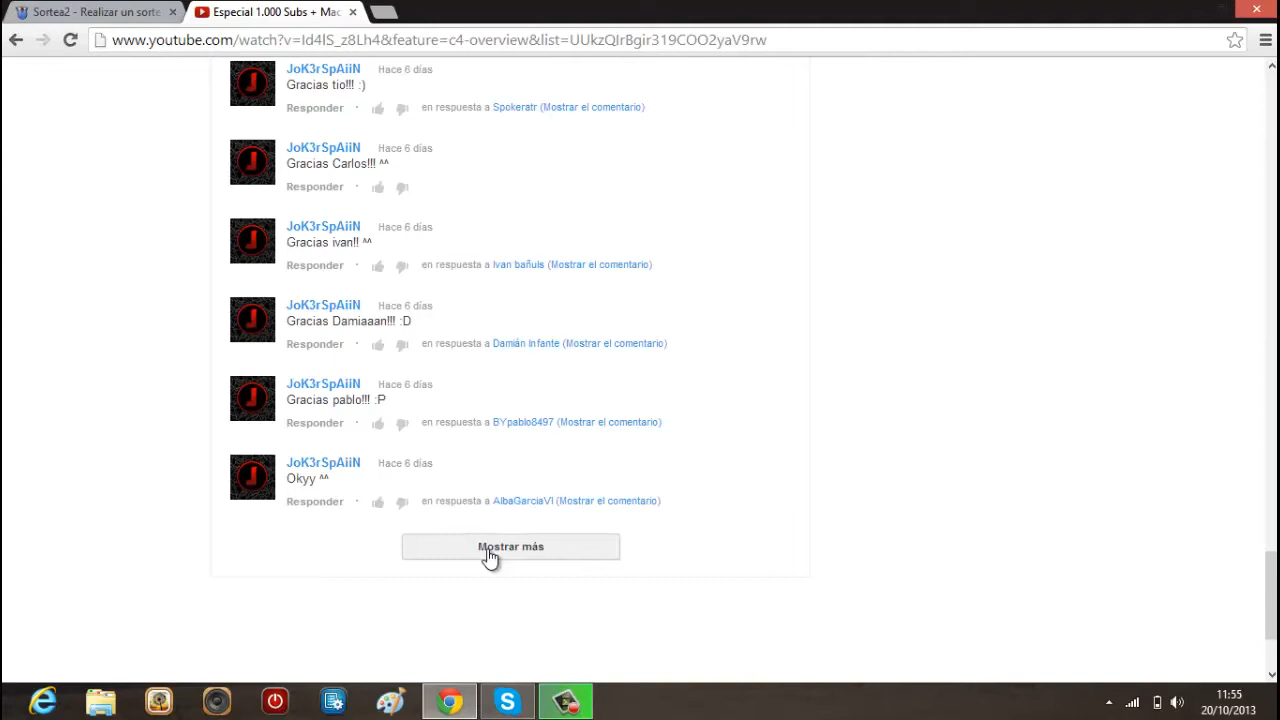 Sortea2 - Realizar un sorte
Especial 1.000 Subs + Mac
www.youtube.com/watch?v=Id4lS_z8Lh4&feature=c4-overview&list=UUkzQIrBgir319COO2yaV9rw
JoK3rSpAiiN Hace 6 días
Gracias tio!!! :)
Responder · en respuesta a Spokeratr (Mostrar el comentario)
JoK3rSpAiiN Hace 6 días
Gracias Carlos!!! ^^
Responder ·
JoK3rSpAiiN Hace 6 días
Gracias ivan!! ^^
Responder · en respuesta a Ivan bañuls (Mostrar el comentario)
JoK3rSpAiiN Hace 6 días
Gracias Damiaaan!!! :D
Responder · en respuesta a Damián Infante (Mostrar el comentario)
JoK3rSpAiiN Hace 6 días
Gracias pablo!!! :P
Responder · en respuesta a BYpablo8497 (Mostrar el comentario)
JoK3rSpAiiN Hace 6 días
Okyy ^^
Responder · en respuesta a AlbaGarciaVI (Mostrar el comentario)
Mostrar más
11:55
20/10/2013